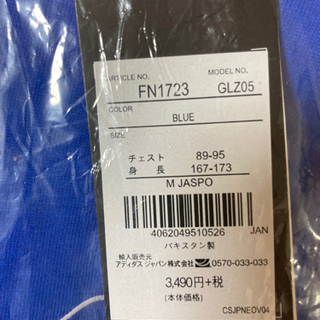 ARTICLE NO. MODEL NO.
FN1723 GLZ05
COLOR
BLUE
SIZE
チェスト 89-95
身長 167-173
M JASPO
4062049510526 JAN
パキスタン製
輸入販売元
アディダス ジャパン株式会社 0570-033-033
3,490円+税
(本体価格)
CSJPNEOV04